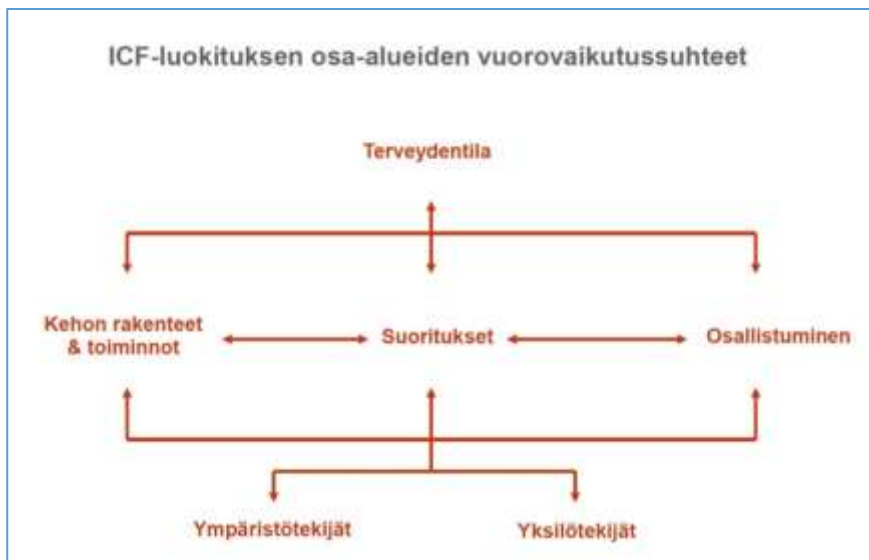 ICF-luokituksen osa-alueiden vuorovaikutussuhteet
Terveydentila
Kehon rakenteet
& toiminnot
Suoritukset
Osallistuminen
Ympäristötekijät
Yksilötekijät